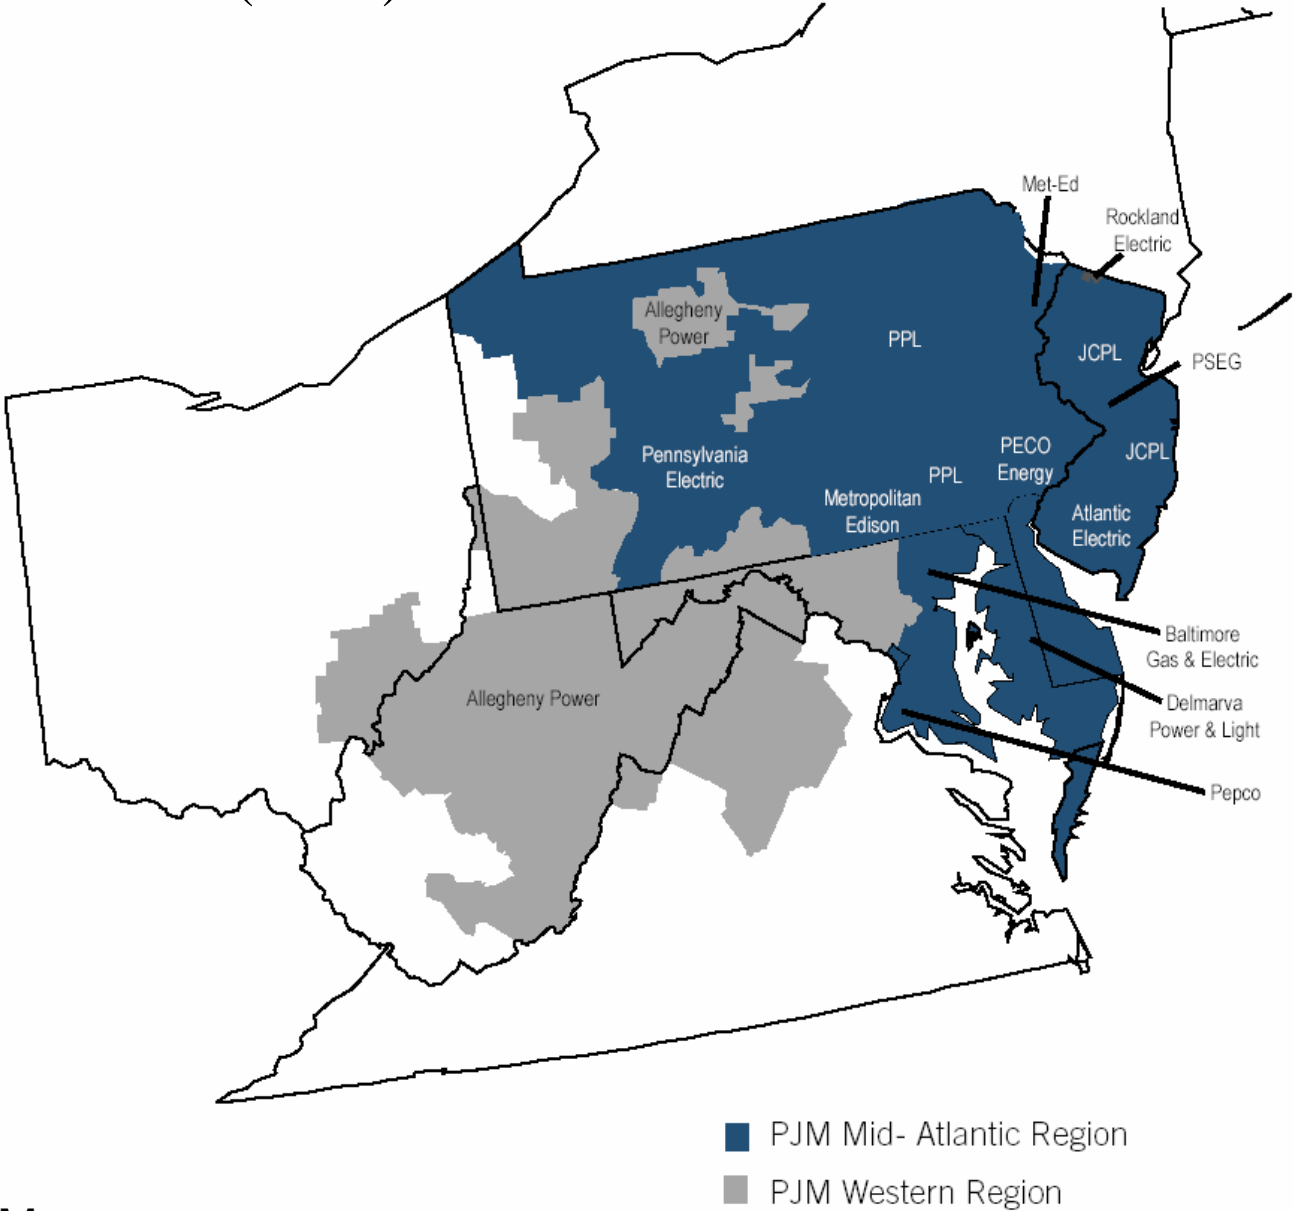 Met-Ed
Rockland
Electric
Allegheny
Power
PPL
JCPL
PSEG
Pennsylvania
Electric
PECO
Energy
JCPL
PPL
Metropolitan
Edison
Atlantic
Electric
Baltimore
Gas & Electric
Allegheny Power
Delmarva
Power & Light
Pepco
PJM Mid- Atlantic Region
PJM Western Region